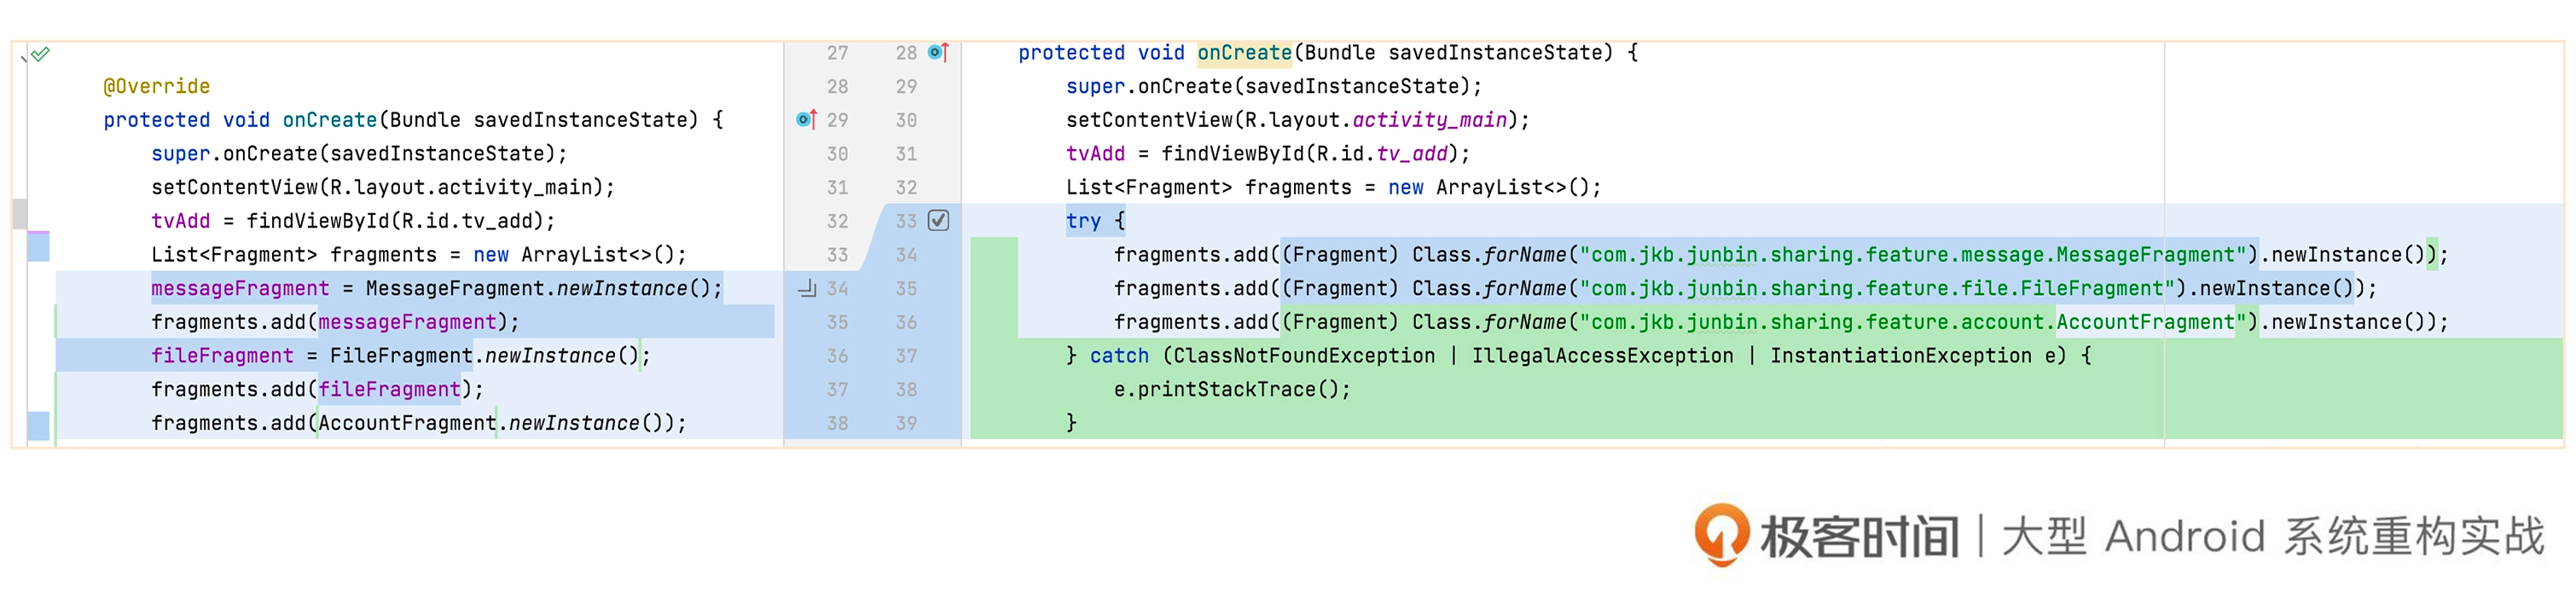 @Override
protected void onCreate(Bundle savedInstanceState) {
super.onCreate(savedInstanceState);
setContentView(R.layout.activity_main);
tvAdd = findViewById(R.id.tv_add);
List<Fragment> fragments = new ArrayList<>();
messageFragment = MessageFragment.newInstance();
fragments.add(messageFragment);
fileFragment = FileFragment.newInstance();
fragments.add(fileFragment);
fragments.add(AccountFragment.newInstance());
27 28
28 29
29 30
30 31
31 32
32 33
33 34
34 35
35 36
36 37
37 38
38 39
protected void onCreate(Bundle savedInstanceState) {
super.onCreate(savedInstanceState);
setContentView(R.layout.activity_main);
tvAdd = findViewById(R.id.tv_add);
List<Fragment> fragments = new ArrayList<>();
try {
fragments.add((Fragment) Class.forName("com.jkb.junbin.sharing.feature.message.MessageFragment").newInstance());
fragments.add((Fragment) Class.forName("com.jkb.junbin.sharing.feature.file.FileFragment").newInstance());
fragments.add((Fragment) Class.forName("com.jkb.junbin.sharing.feature.account.AccountFragment").newInstance());
} catch (ClassNotFoundException | IllegalAccessException | InstantiationException e) {
e.printStackTrace();
}
极客时间 | 大型 Android 系统重构实战